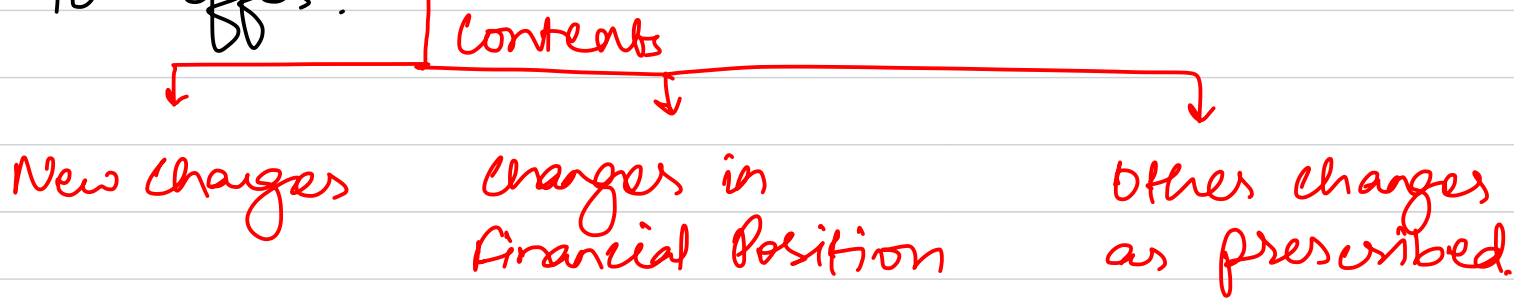 Contents
New Charges
Changes in
Financial Position
Other changes
as prescribed.